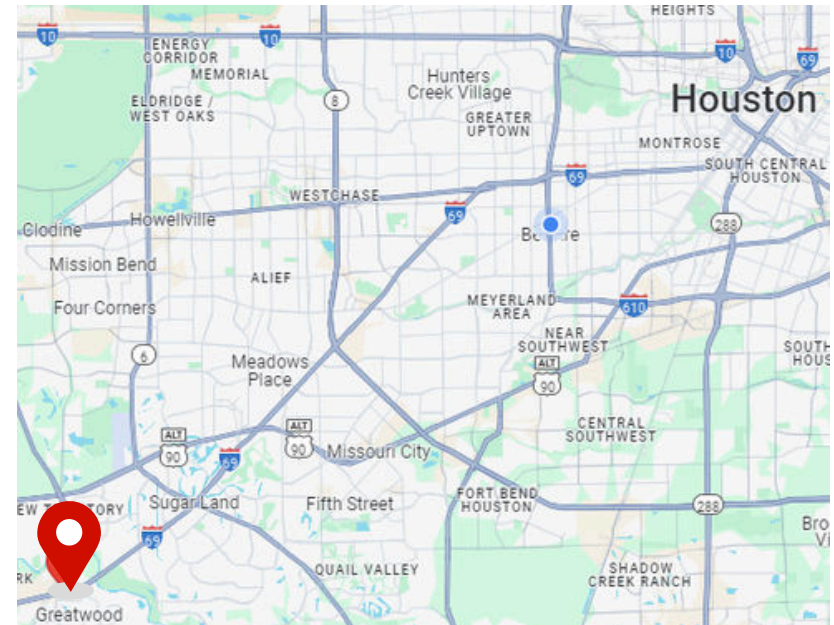 HEIGHTS
10
ENERGY
CORRIDOR
10
10
69
MEMORIAL
Hunters
Creek Village
8
Houston
ELDRIDGE /
WEST OAKS
GREATER
UPTOWN
MONTROSE
SOUTH CENTRAL
HOUSTON
69
WESTCHASE
69
Clodine
Howellville
288
Mission Bend
ALIEF
Four Corners
MEYERLAND
AREA
610
NEAR
SOUTHWEST
6
Meadows
Place
ALT
90
CENTRAL
SOUTHWEST
ALT
90
ALT
90
69
Missouri City
Sugar Land
Fifth Street
FORT BEND
HOUSTON
288
69
QUAIL VALLEY
SHADOW
CREEK RANCH
Greatwood